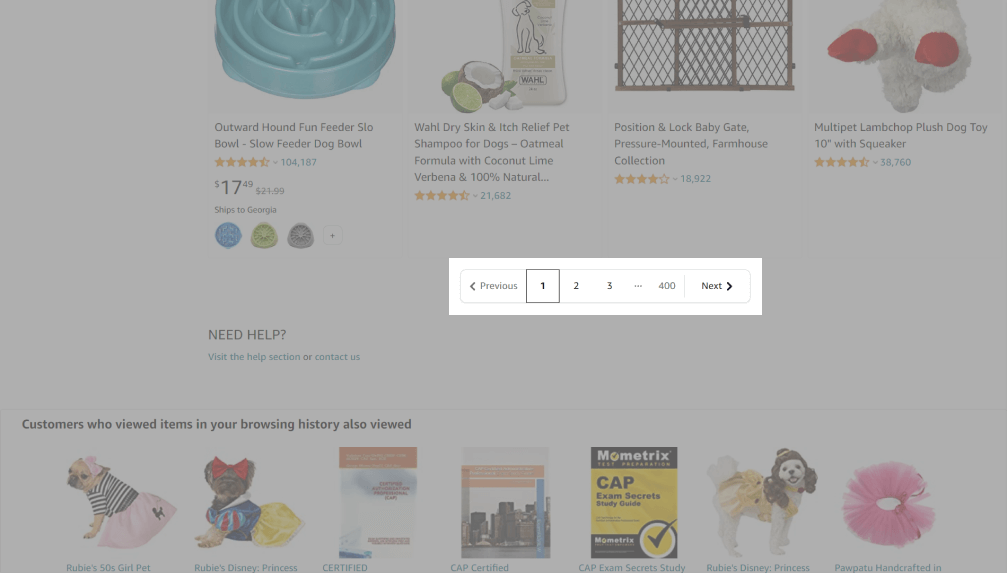 WAHL
Outward Hound Fun Feeder Slo
Bowl - Slow Feeder Dog Bowl
104,187
$17 49 $21.99
Ships to Georgia
+
Wahl Dry Skin & Itch Relief Pet
Shampoo for Dogs – Oatmeal
Formula with Coconut Lime
Verbena & 100% Natural...
21,682
Position & Lock Baby Gate,
Pressure-Mounted, Farmhouse
Collection
18,922
Multipet Lambchop Plush Dog Toy
10" with Squeaker
38,760
Previous 1 2 3 ... 400 Next
NEED HELP?
Visit the help section or contact us
Customers who viewed items in your browsing history also viewed
Mometrix
TEST PREPARATION
CAP
Exam Secrets
Study Guide
Mometrix
Rubie's 50s Girl Pet
Rubie's Disney: Princess
CERTIFIED
CAP Certified
CAP Exam Secrets Study
Rubie's Disney: Princess
Pawpatu Handcrafted in